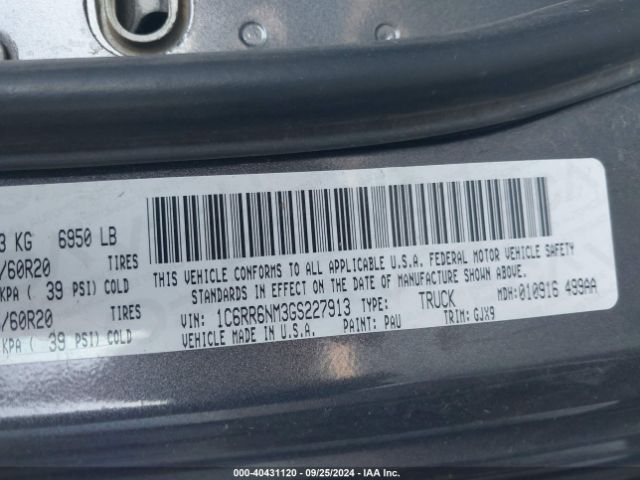 3 KG 6950 LB
/60R20 TIRES
KPA ( 39 PSI) COLD
/60R20 TIRES
KPA ( 39 PSI) COLD
THIS VEHICLE CONFORMS TO ALL APPLICABLE U.S.A. FEDERAL MOTOR VEHICLE SAFETY
STANDARDS IN EFFECT ON THE DATE OF MANUFACTURE SHOWN ABOVE.
VIN: 1C6RR6NM3GS227913 TYPE: TRUCK MDH: 010916 499AA
VEHICLE MADE IN U.S.A. PAINT: PAU TRIM: GJX9
000-40431120 / 09/25/2024 / IAA Inc.